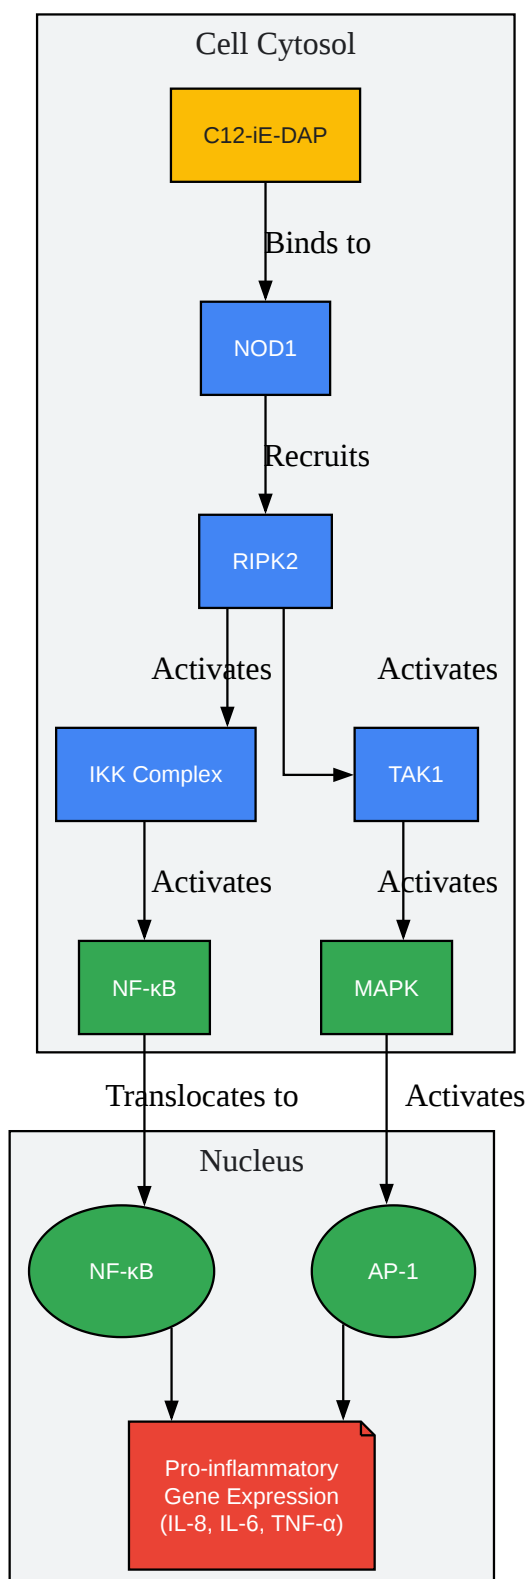 Cell Cytosol
C12-iE-DAP
Binds to
NOD1
Recruits
RIPK2
Activates
Activates
IKK Complex
TAK1
Activates
Activates
NF-κB
MAPK
Translocates to
Activates
Nucleus
NF-κB
AP-1
Pro-inflammatory
Gene Expression
(IL-8, IL-6, TNF-α)